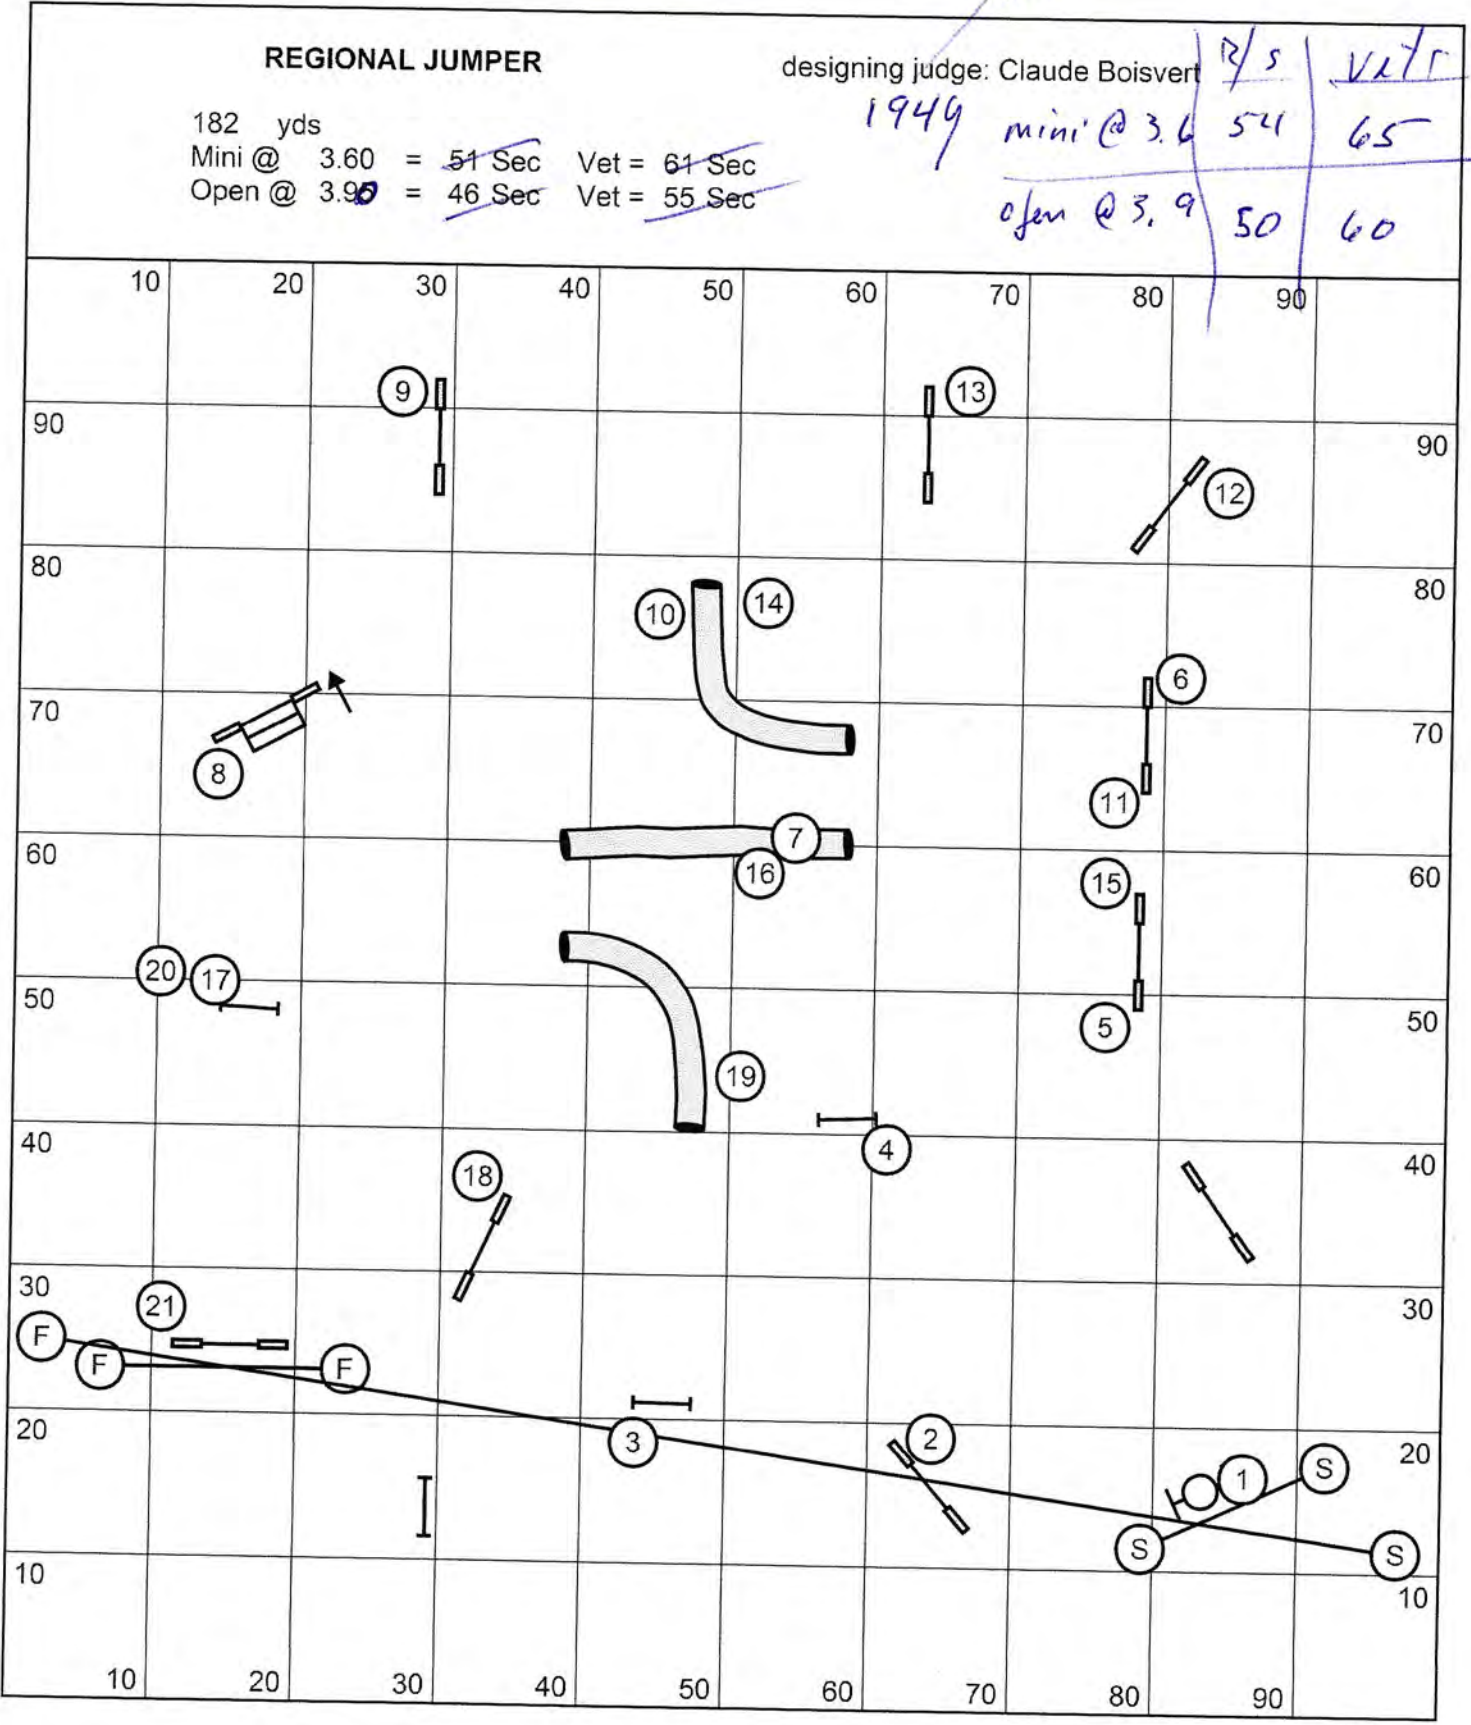 REGIONAL JUMPER
designing judge: Claude Boisvert
R/S
Vet/S
182 yds
194y mini @ 3.6 54 65
Mini @ 3.60 = 51 Sec Vet = 61 Sec
Open @ 3.90 = 46 Sec Vet = 55 Sec
open @ 3.9 50 60
10 20 30 40 50 60 70 80 90
9 13
90 90
12
80 80
10 14
6
70 70
8 11
7
60 16 60
15
20 17
50 50
5
19
4
40 40
18
30 30
21
F F F
20 3 2 20
1 S
S S
10 10
10 20 30 40 50 60 70 80 90